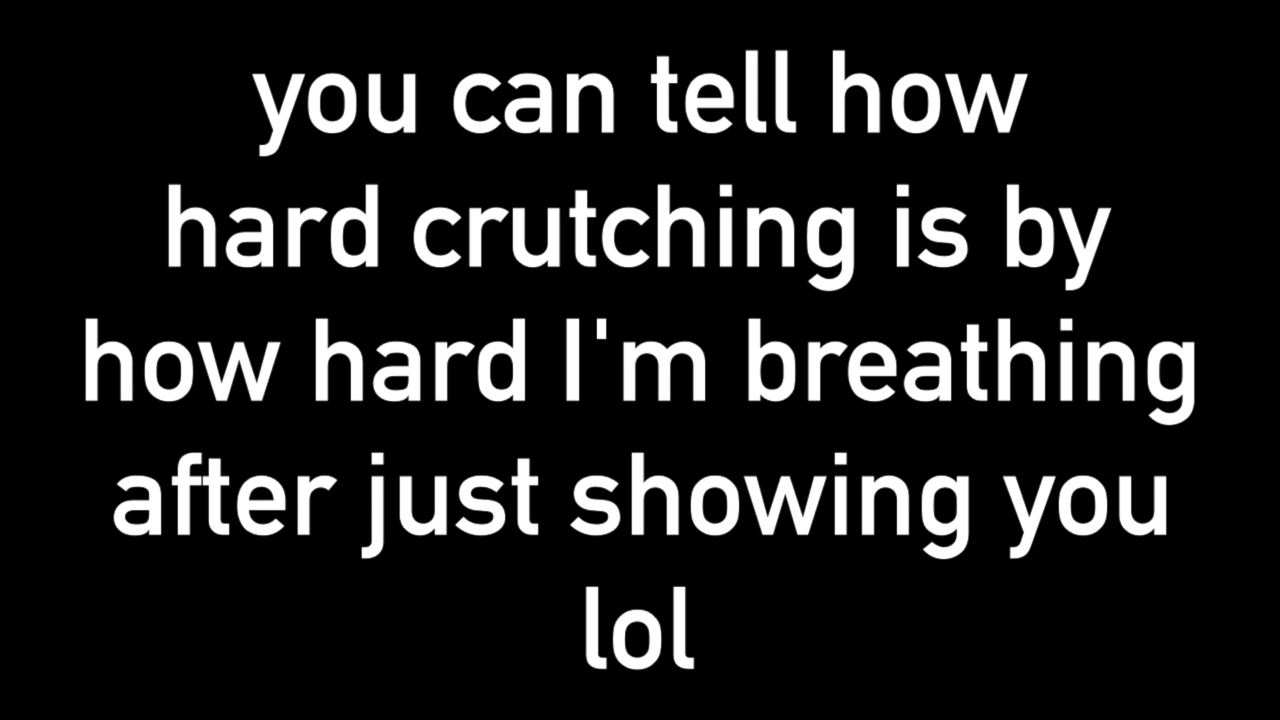 you can tell how
hard crutching is by
how hard I'm breathing
after just showing you
lol